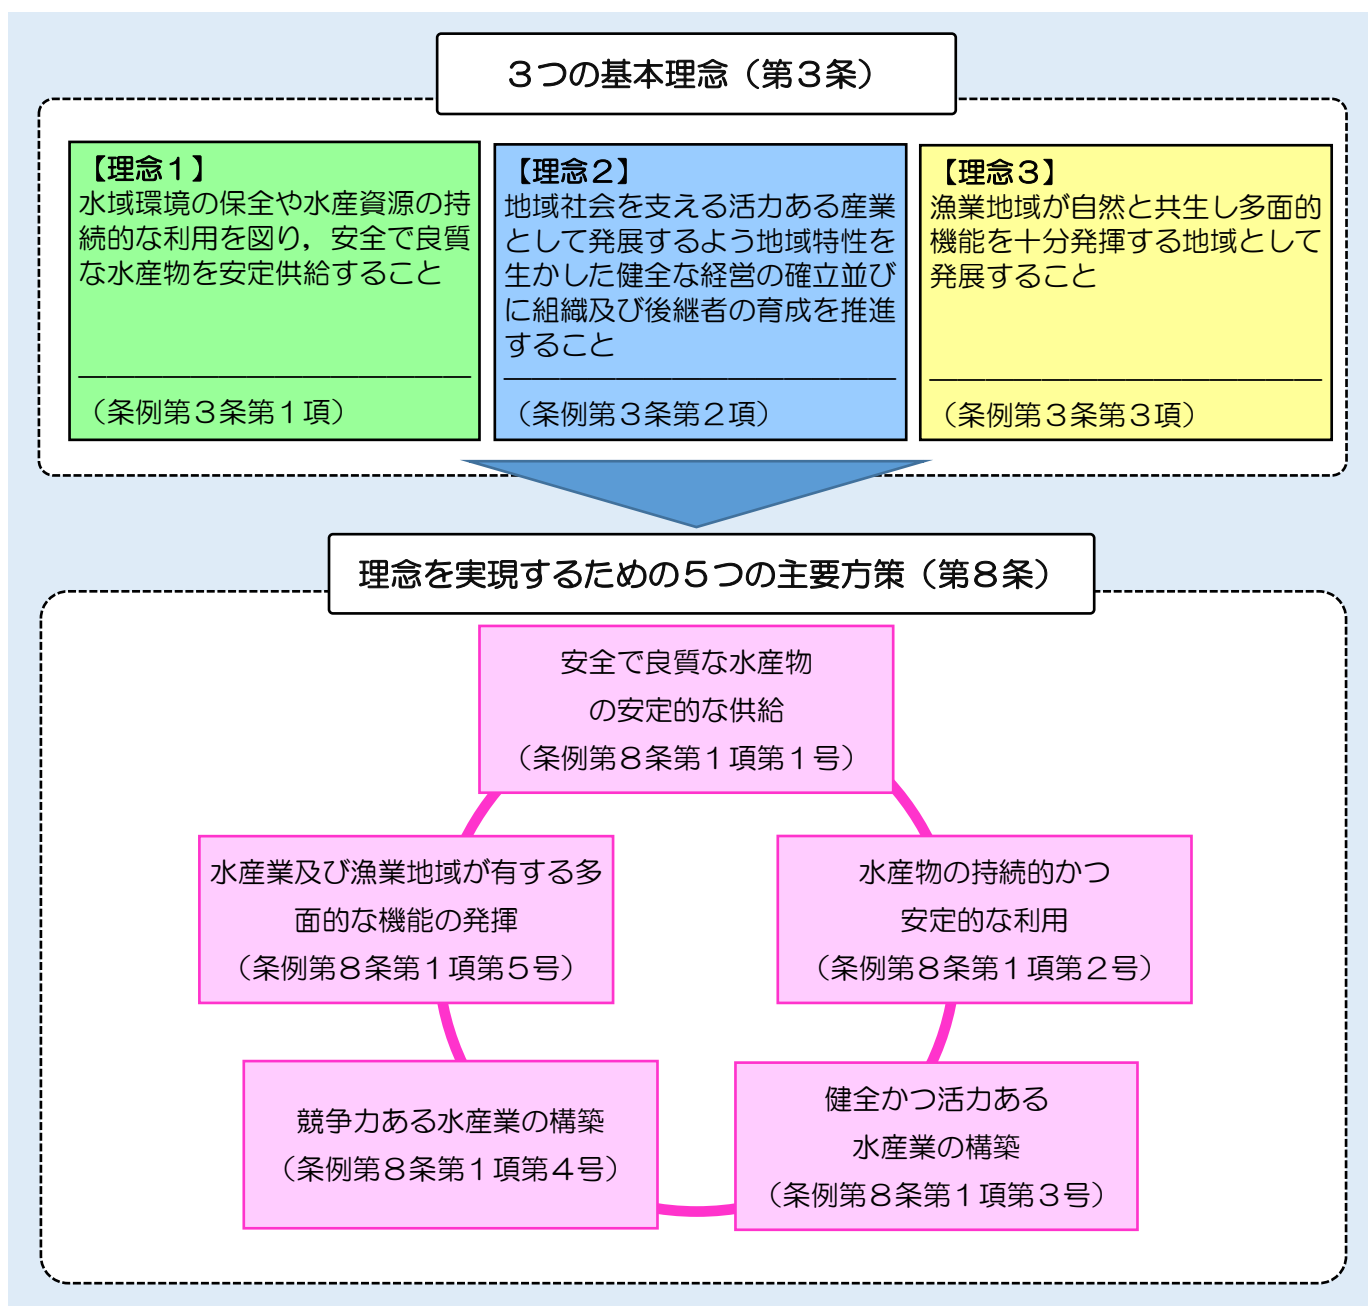 ３つの基本理念（第３条）
【理念１】
水域環境の保全や水産資源の持
続的な利用を図り，安全で良質
な水産物を安定供給すること
（条例第３条第１項）
【理念２】
地域社会を支える活力ある産業
として発展するよう地域特性を
生かした健全な経営の確立並び
に組織及び後継者の育成を推進
すること
（条例第３条第２項）
【理念３】
漁業地域が自然と共生し多面的
機能を十分発揮する地域として
発展すること
（条例第３条第３項）
理念を実現するための５つの主要方策（第８条）
安全で良質な水産物
の安定的な供給
（条例第８条第１項第１号）
水産業及び漁業地域が有する多
面的な機能の発揮
（条例第８条第１項第５号）
水産物の持続的かつ
安定的な利用
（条例第８条第１項第２号）
競争力ある水産業の構築
（条例第８条第１項第４号）
健全かつ活力ある
水産業の構築
（条例第８条第１項第３号）